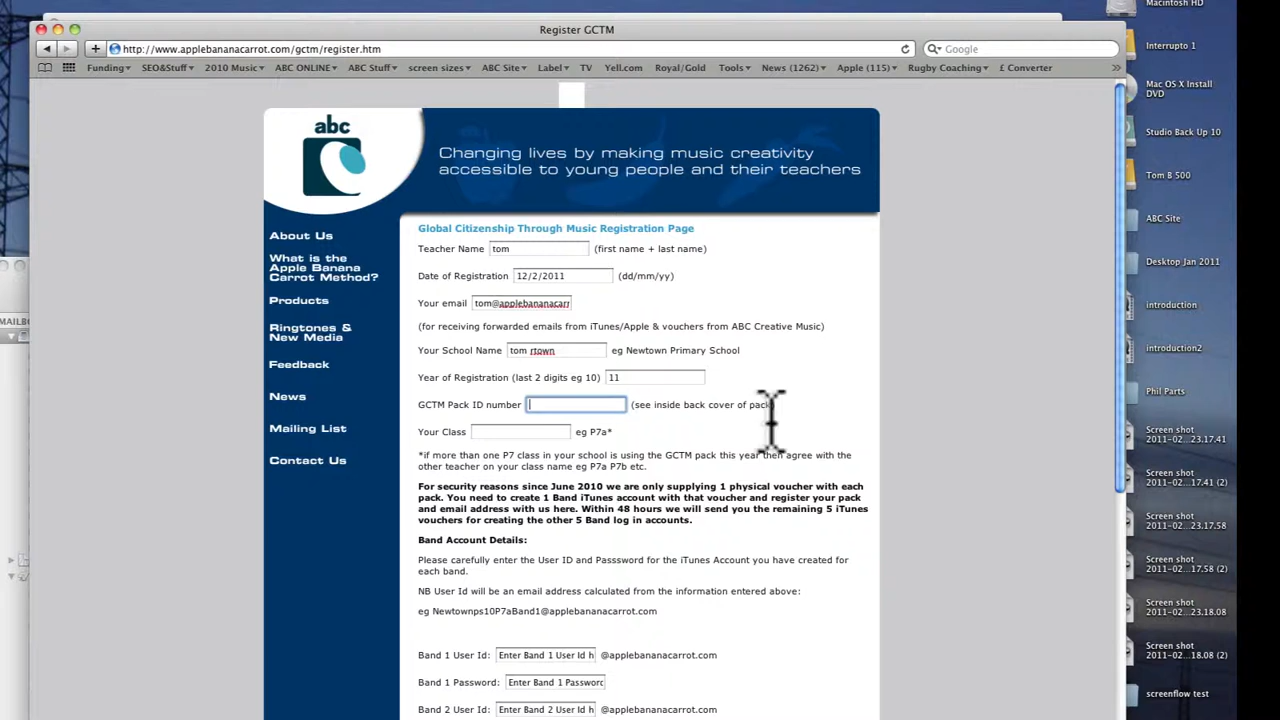 Macintosh HD
Register GCTM
http://www.applebananacarrot.com/gctm/register.htm
Google
Interrupto 1
Funding SEO&Stuff 2010 Music ABC ONLINE ABC Stuff screen sizes ABC Site Label TV Yell.com Royal/Gold Tools News (1262) Apple (115) Rugby Coaching £ Converter »
Mac OS X Install
DVD
Studio Back Up 10
Tom B 500
ABC Site
Desktop Jan 2011
introduction
introduction2
Phil Parts
Screen shot
2011-02...23.17.41
Screen shot
2011-02...17.41 (2)
Screen shot
2011-02...23.17.58
Screen shot
2011-02...17.58 (2)
Screen shot
2011-02...23.18.08
Screen shot
2011-02...18.08 (2)
screenflow test
MAILBO
abc
Changing lives by making music creativity
accessible to young people and their teachers
About Us
What is the
Apple Banana
Carrot Method?
Products
Ringtones &
New Media
Feedback
News
Mailing List
Contact Us
Global Citizenship Through Music Registration Page
Teacher Name tom (first name + last name)
Date of Registration 12/2/2011 (dd/mm/yy)
Your email tom@applebananacarr
(for receiving forwarded emails from iTunes/Apple & vouchers from ABC Creative Music)
Your School Name tom rtown eg Newtown Primary School
Year of Registration (last 2 digits eg 10) 11
GCTM Pack ID number (see inside back cover of pack)
Your Class eg P7a*
*if more than one P7 class in your school is using the GCTM pack this year then agree with the
other teacher on your class name eg P7a P7b etc.
For security reasons since June 2010 we are only supplying 1 physical voucher with each
pack. You need to create 1 Band iTunes account with that voucher and register your pack
and email address with us here. Within 48 hours we will send you the remaining 5 iTunes
vouchers for creating the other 5 Band log in accounts.
Band Account Details:
Please carefully enter the User ID and Passsword for the iTunes Account you have created for
each band.
NB User Id will be an email address calculated from the information entered above:
eg Newtownps10P7aBand1@applebananacarrot.com
Band 1 User Id: Enter Band 1 User Id h @applebananacarrot.com
Band 1 Password: Enter Band 1 Password
Band 2 User Id: Enter Band 2 User Id h @applebananacarrot.com